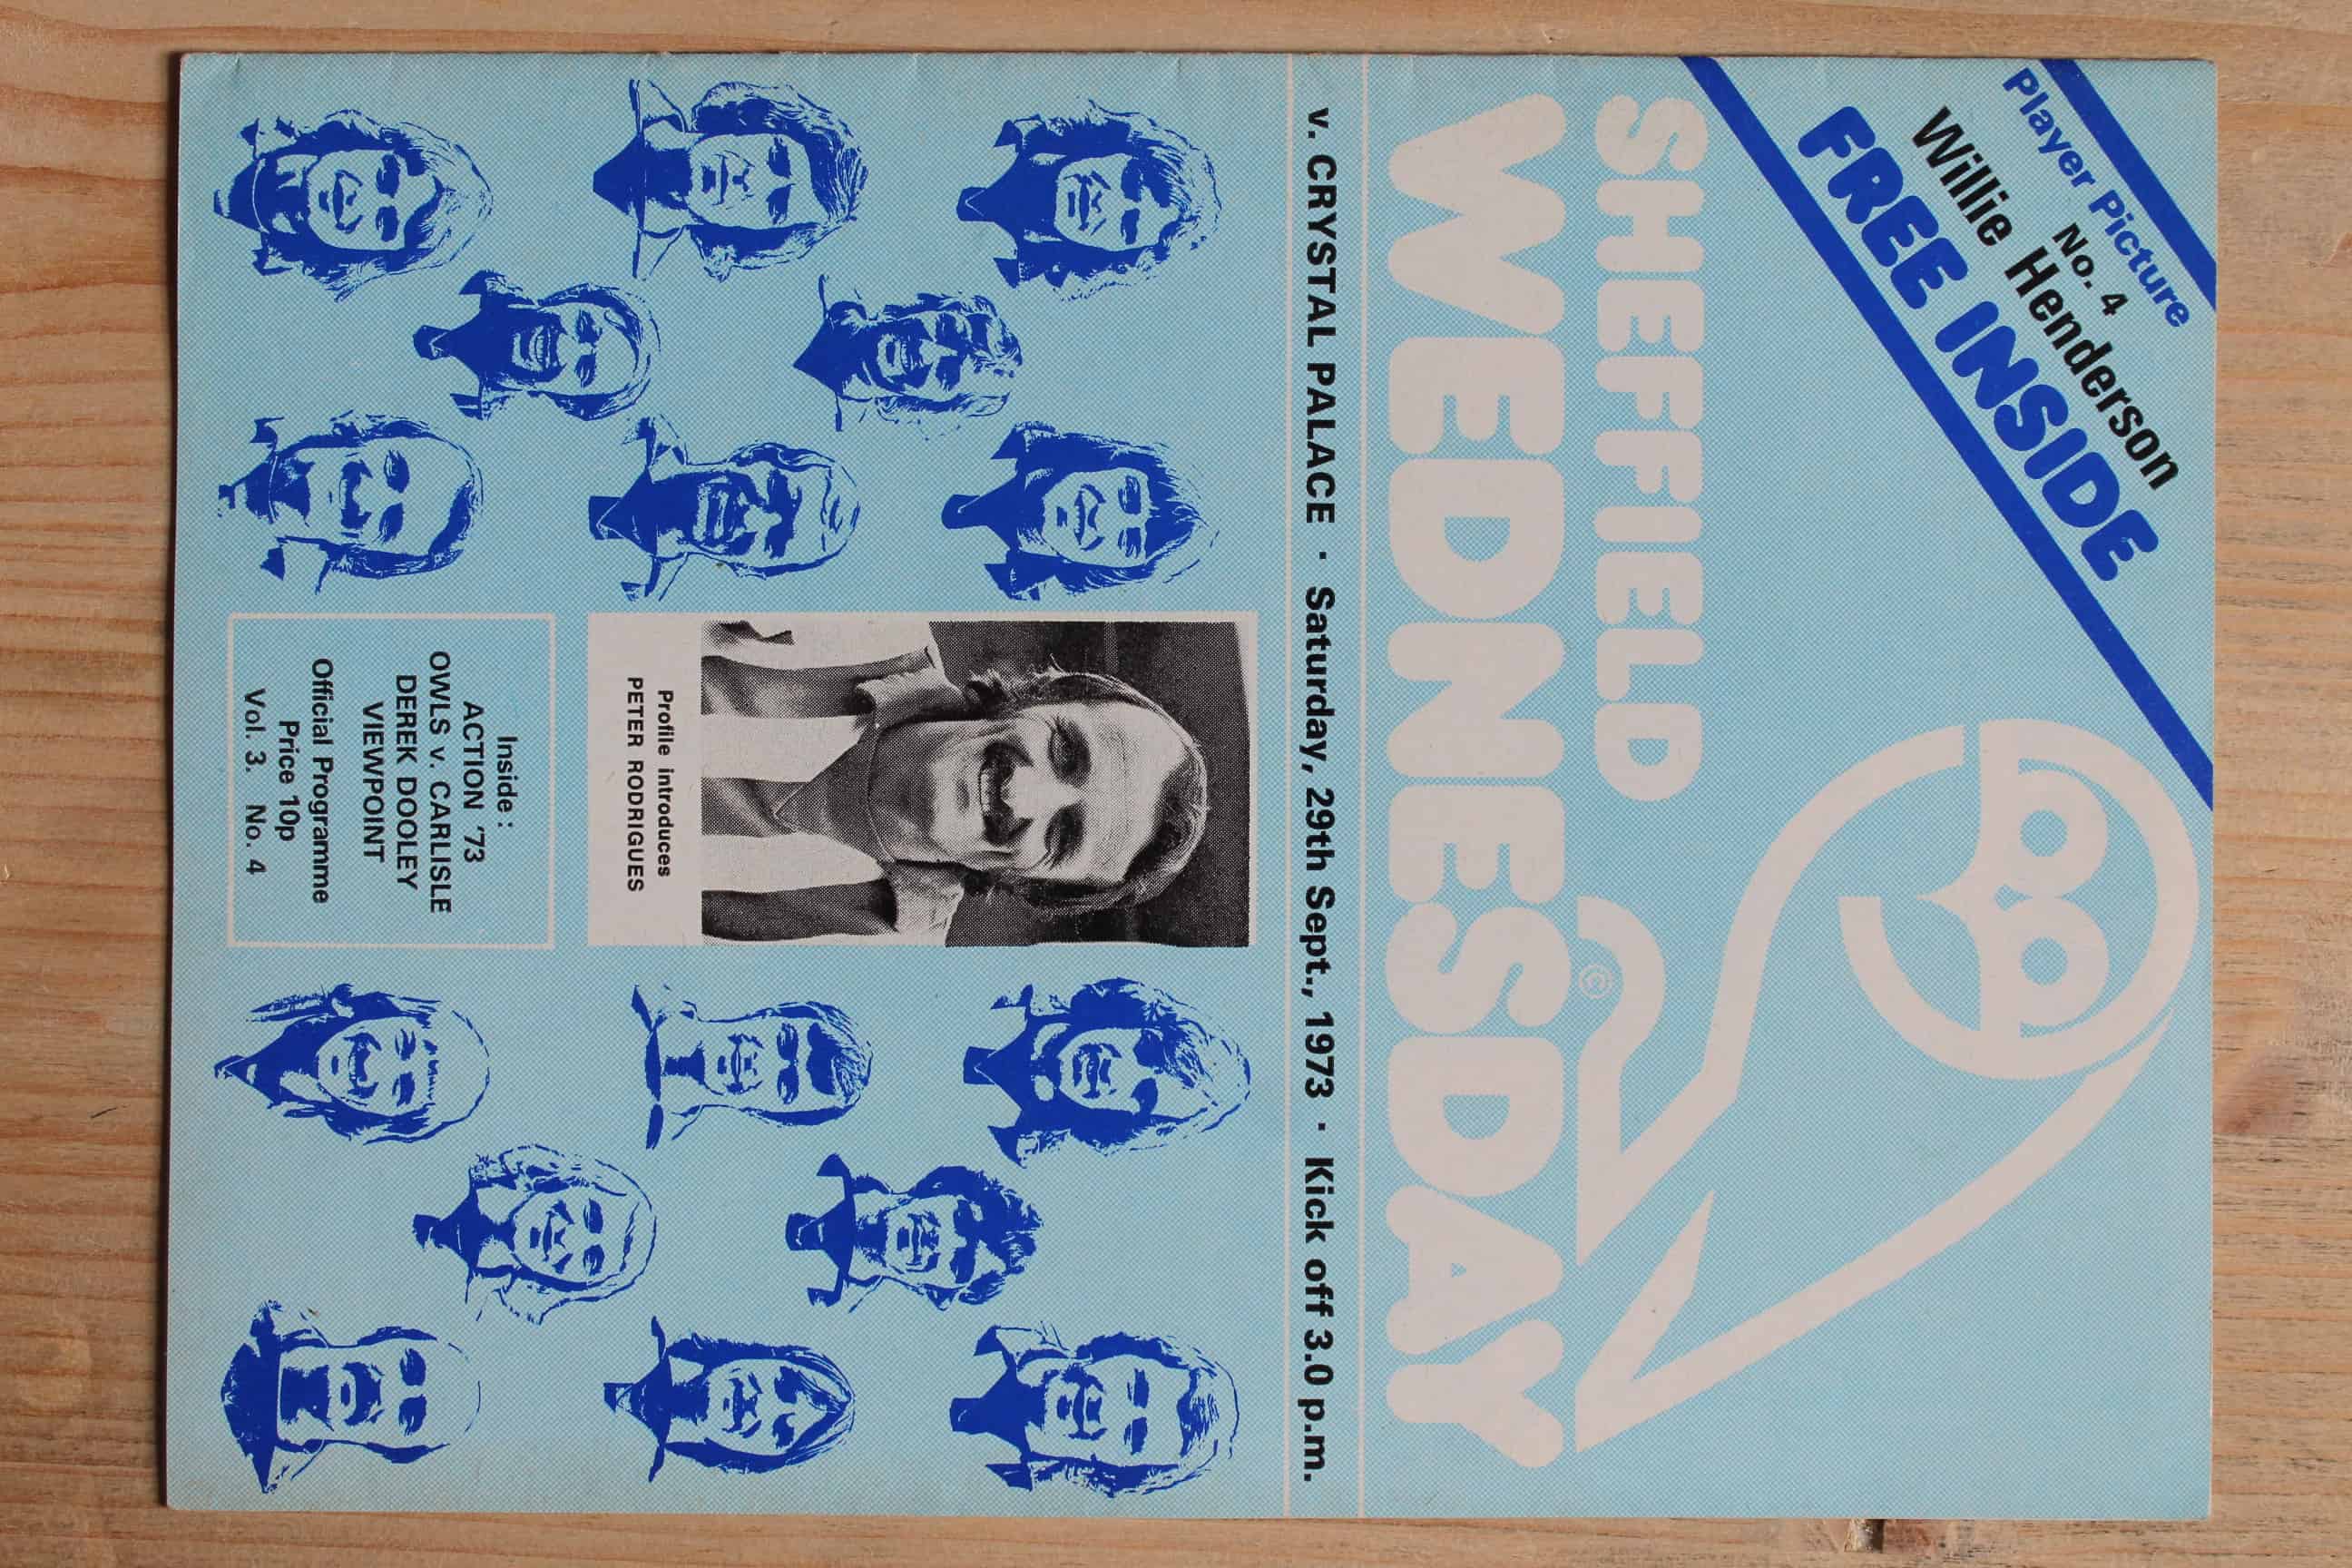 Player Picture
No. 4
Willie Henderson
FREE INSIDE
SHEFFIELD
©
WEDNESDAY
v. CRYSTAL PALACE · Saturday, 29th Sept., 1973 · Kick off 3.0 p.m.
Profile introduces
PETER RODRIGUES
Inside :
ACTION '73
OWLS v. CARLISLE
DEREK DOOLEY
VIEWPOINT
Official Programme
Price 10p
Vol. 3. No. 4